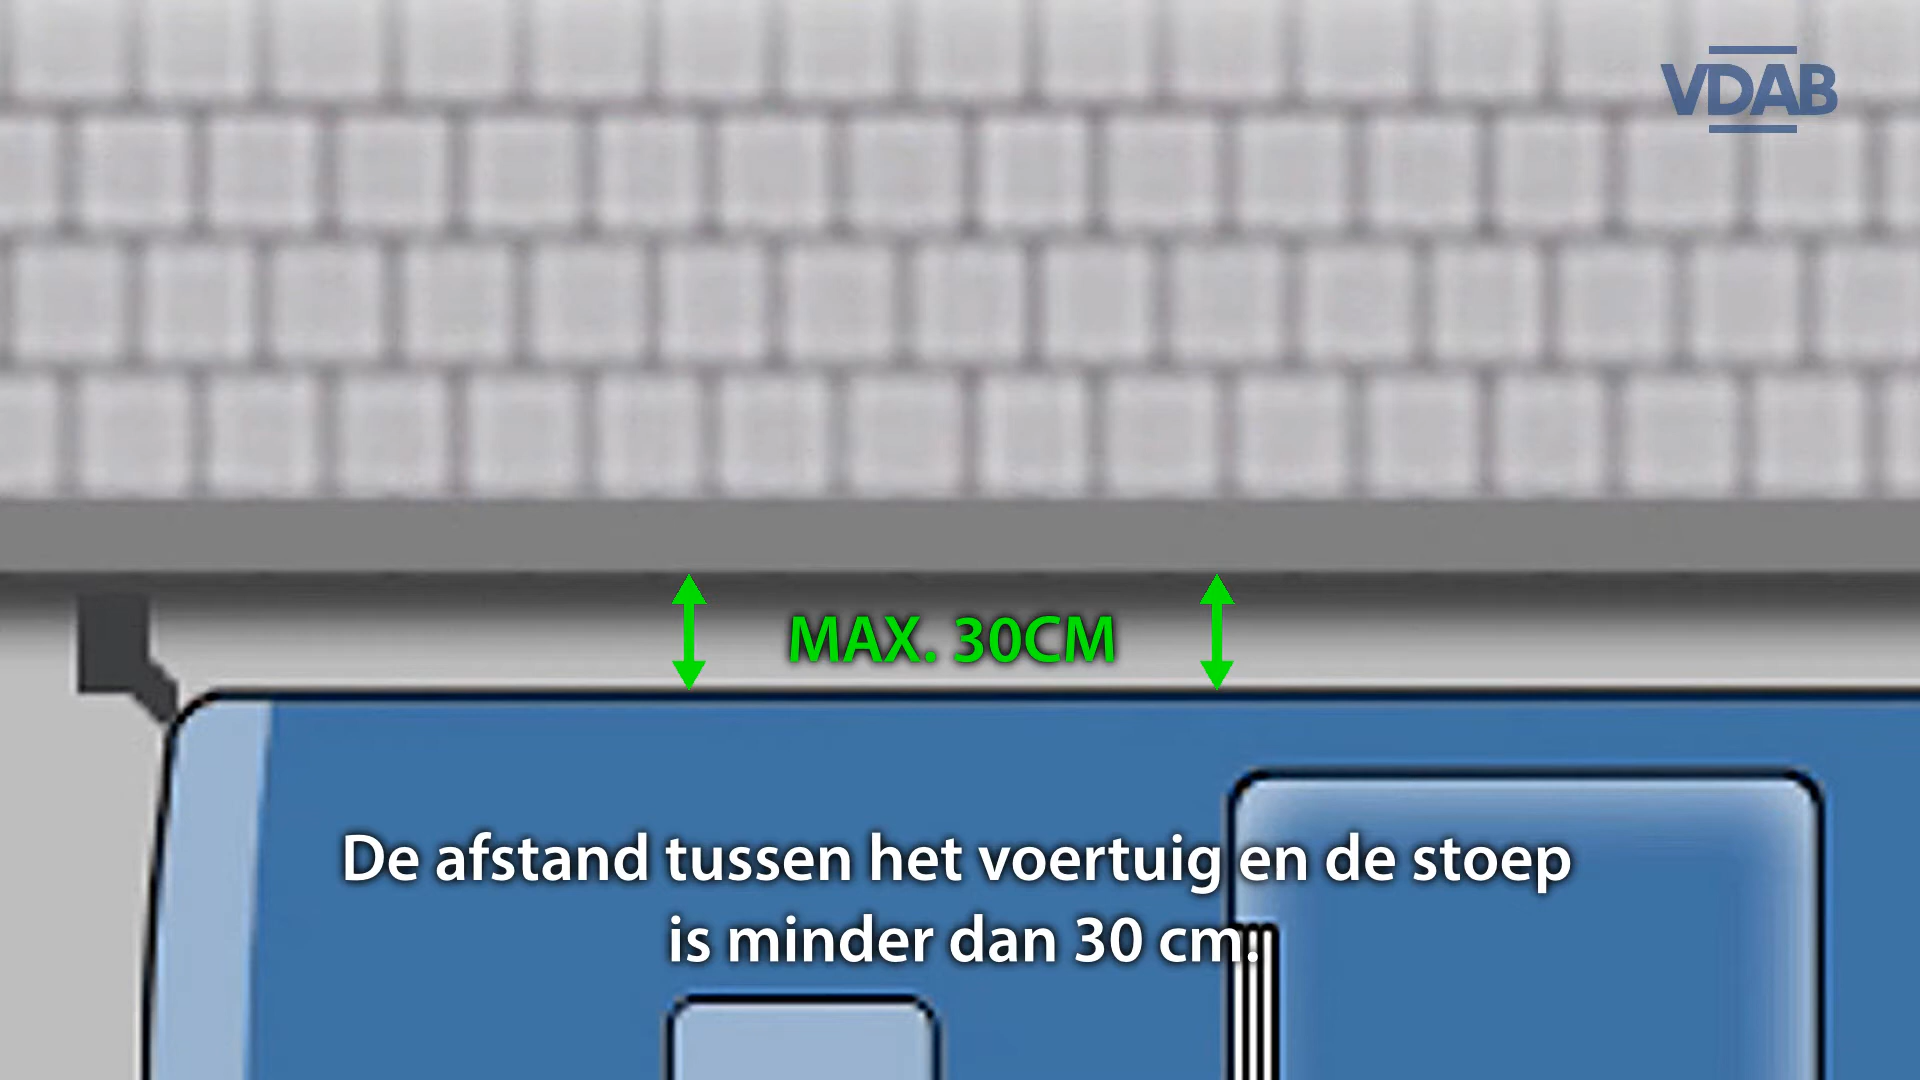 VDAB
MAX. 30CM
De afstand tussen het voertuig en de stoep
is minder dan 30 cm.